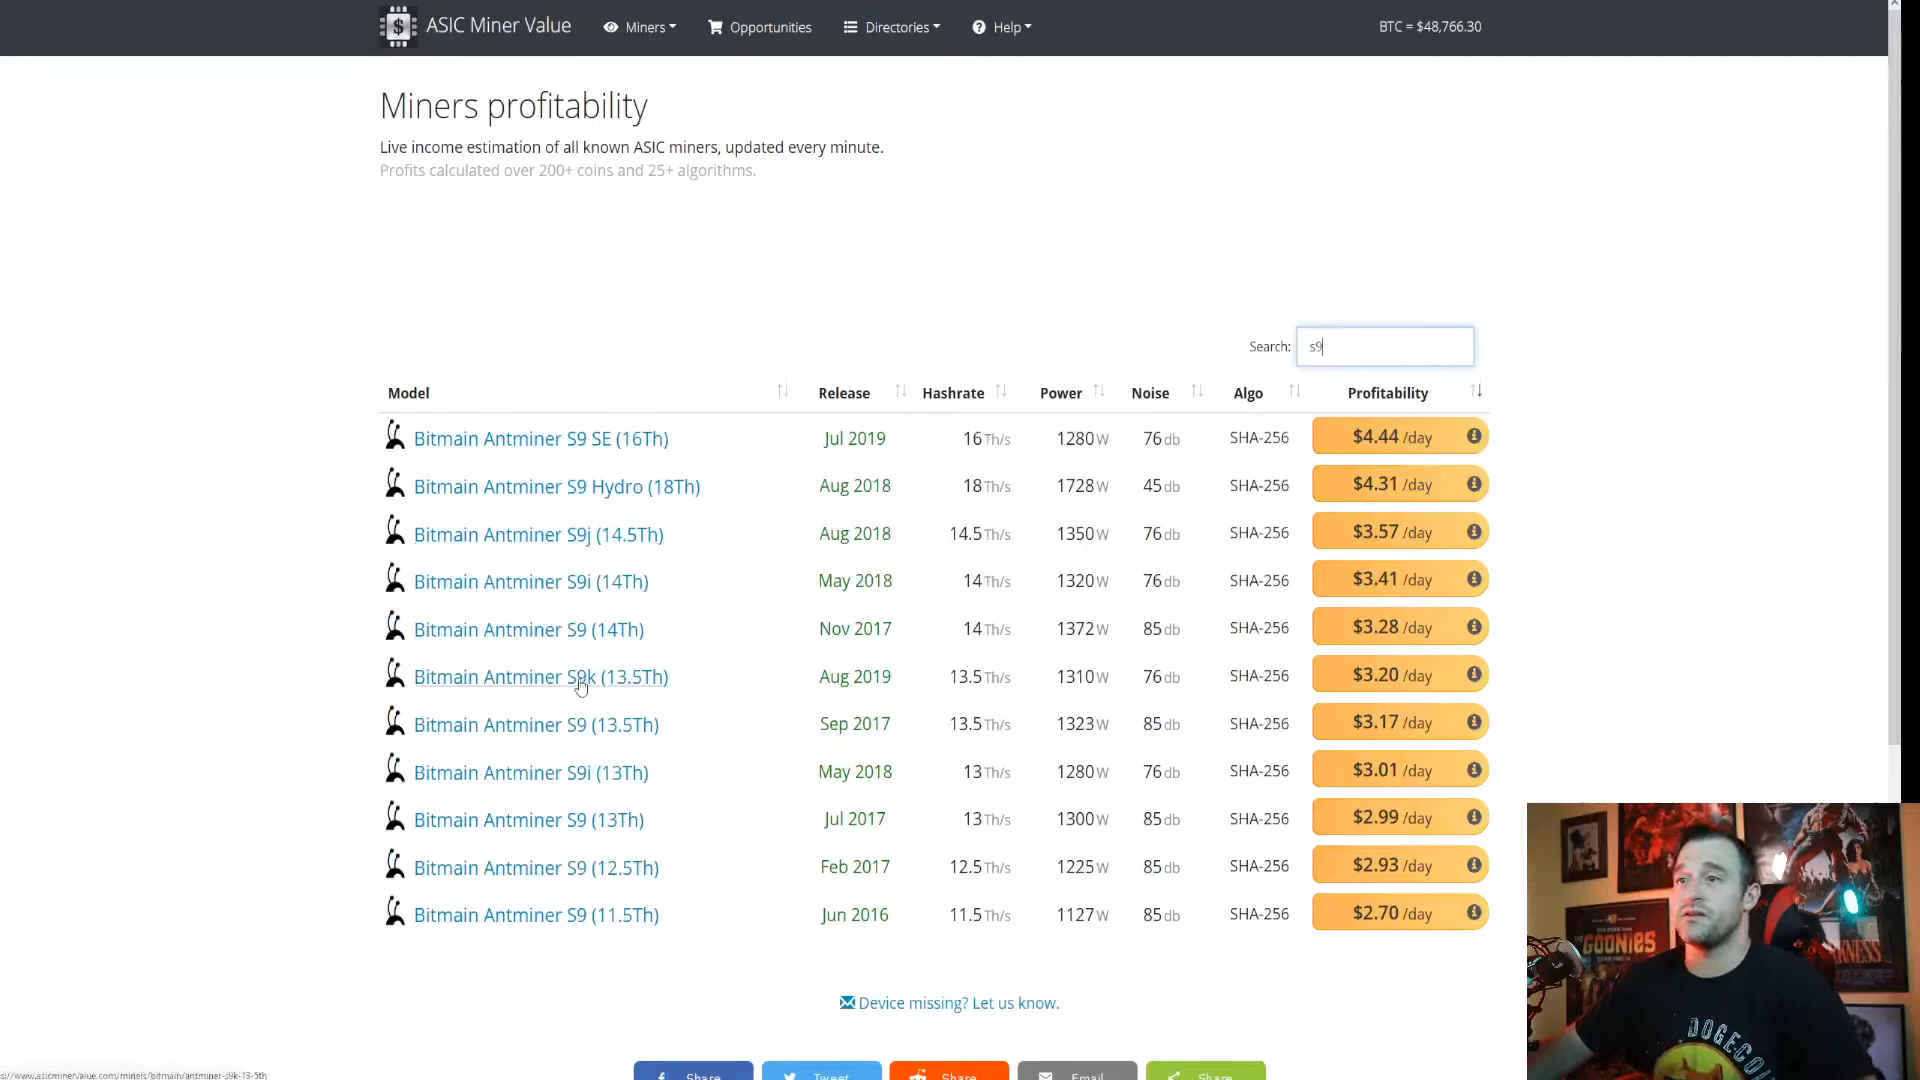 ASIC Miner Value Miners Opportunities Directories Help BTC = $48,766.30
Miners profitability
Live income estimation of all known ASIC miners, updated every minute.
Profits calculated over 200+ coins and 25+ algorithms.
Search: s9
Model Release Hashrate Power Noise Algo Profitability
Bitmain Antminer S9 SE (16Th) Jul 2019 16 Th/s 1280 W 76 db SHA-256 $4.44 /day
Bitmain Antminer S9 Hydro (18Th) Aug 2018 18 Th/s 1728 W 45 db SHA-256 $4.31 /day
Bitmain Antminer S9j (14.5Th) Aug 2018 14.5 Th/s 1350 W 76 db SHA-256 $3.57 /day
Bitmain Antminer S9i (14Th) May 2018 14 Th/s 1320 W 76 db SHA-256 $3.41 /day
Bitmain Antminer S9 (14Th) Nov 2017 14 Th/s 1372 W 85 db SHA-256 $3.28 /day
Bitmain Antminer S9k (13.5Th) Aug 2019 13.5 Th/s 1310 W 76 db SHA-256 $3.20 /day
Bitmain Antminer S9 (13.5Th) Sep 2017 13.5 Th/s 1323 W 85 db SHA-256 $3.17 /day
Bitmain Antminer S9i (13Th) May 2018 13 Th/s 1280 W 76 db SHA-256 $3.01 /day
Bitmain Antminer S9 (13Th) Jul 2017 13 Th/s 1300 W 85 db SHA-256 $2.99 /day
Bitmain Antminer S9 (12.5Th) Feb 2017 12.5 Th/s 1225 W 85 db SHA-256 $2.93 /day
Bitmain Antminer S9 (11.5Th) Jun 2016 11.5 Th/s 1127 W 85 db SHA-256 $2.70 /day
Device missing? Let us know.
Share Tweet Share Email Share
s://www.asicminervalue.com/miners/bitmain/antminer-s9k-13-5th
THE
GOONIES
DOGECOI